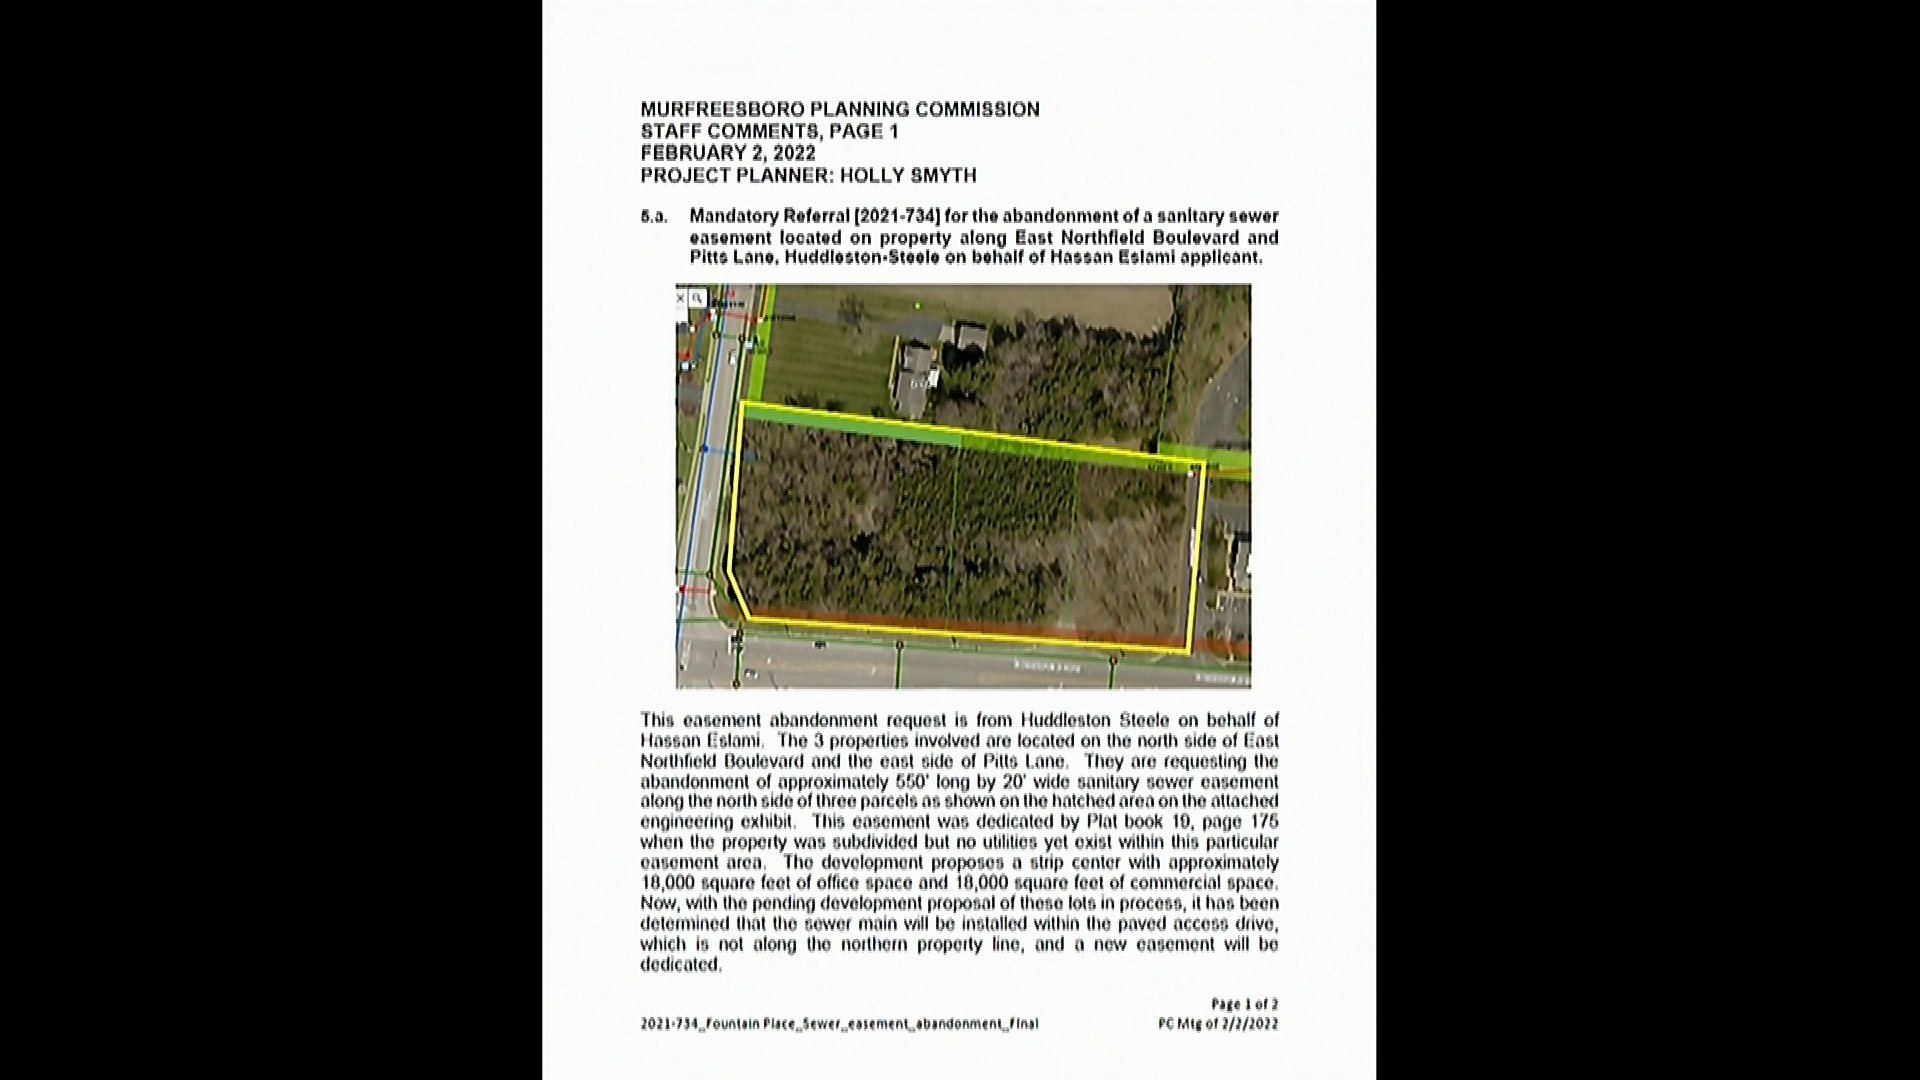 MURFREESBORO PLANNING COMMISSION
STAFF COMMENTS, PAGE 1
FEBRUARY 2, 2022
PROJECT PLANNER: HOLLY SMYTH
5.a. Mandatory Referral [2021-734] for the abandonment of a sanitary sewer
easement located on property along East Northfield Boulevard and
Pitts Lane, Huddleston-Steele on behalf of Hassan Eslami applicant.
This easement abandonment request is from Huddleston Steele on behalf of
Hassan Eslami. The 3 properties involved are located on the north side of East
Northfield Boulevard and the east side of Pitts Lane. They are requesting the
abandonment of approximately 550' long by 20' wide sanitary sewer easement
along the north side of three parcels as shown on the hatched area on the attached
engineering exhibit. This easement was dedicated by Plat book 19, page 175
when the property was subdivided but no utilities yet exist within this particular
easement area. The development proposes a strip center with approximately
18,000 square feet of office space and 18,000 square feet of commercial space.
Now, with the pending development proposal of these lots in process, it has been
determined that the sewer main will be installed within the paved access drive,
which is not along the northern property line, and a new easement will be
dedicated.
Page 1 of 2
2021-734_Fountain Place_Sewer_easement_abandonment_Final PC Mtg of 2/2/2022